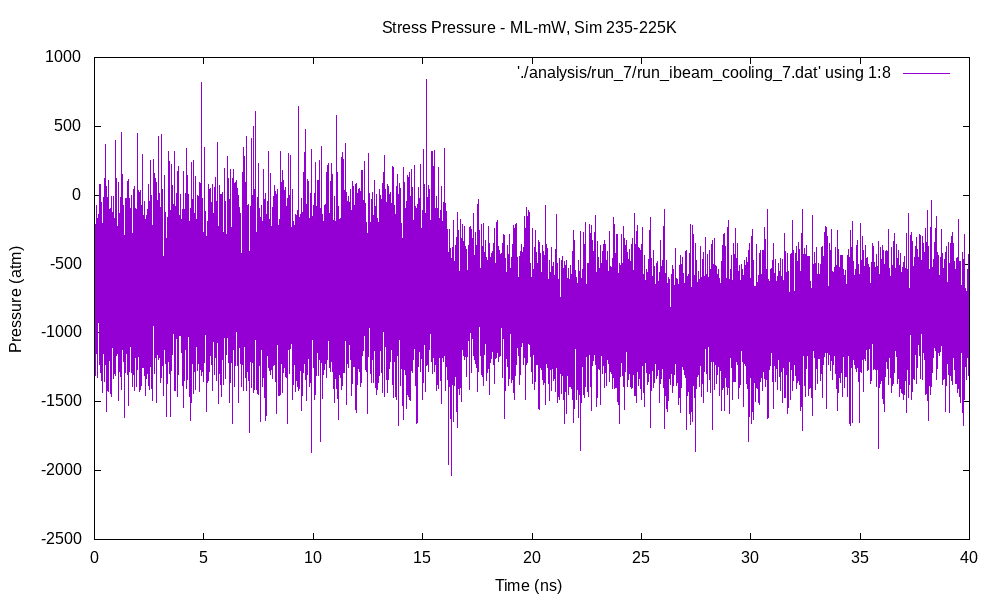 Stress Pressure - ML-mW, Sim 235-225K
'./analysis/run_7/run_ibeam_cooling_7.dat' using 1:8
1000
500
0
-500
-1000
-1500
-2000
-2500
Pressure (atm)
0 5 10 15 20 25 30 35 40
Time (ns)